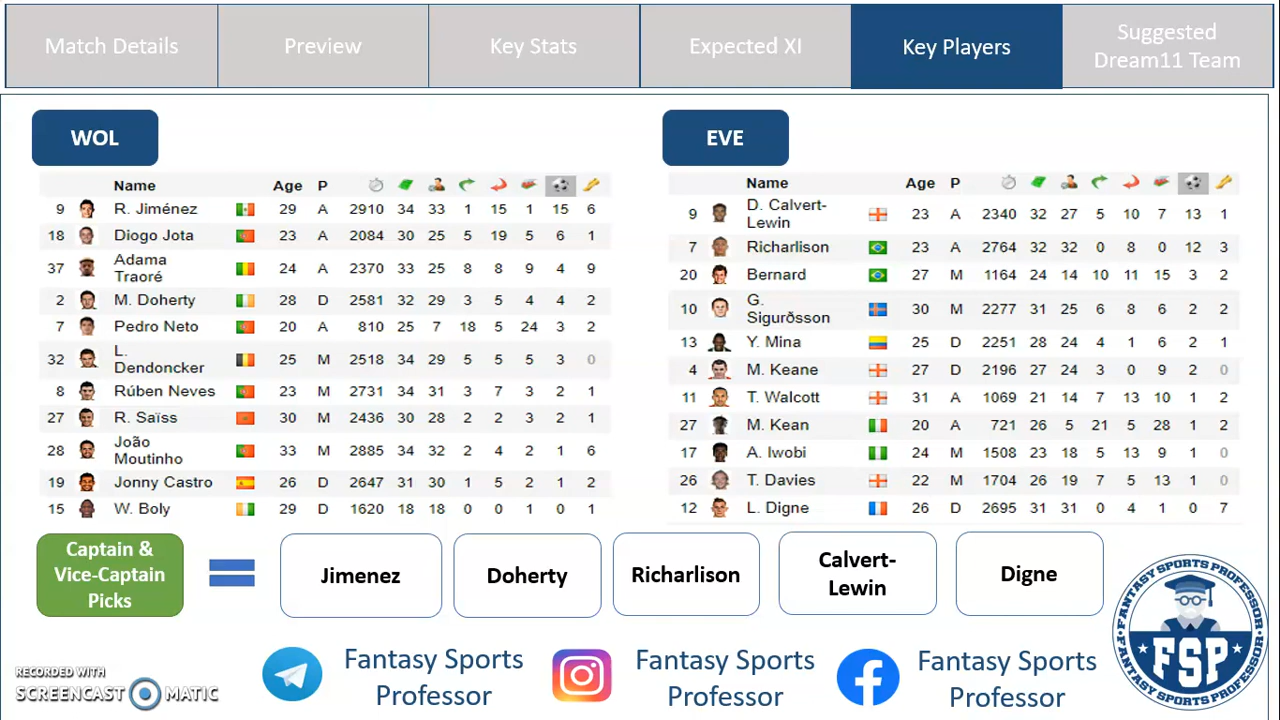 Match Details
Preview
Key Stats
Expected XI
Key Players
Suggested
Dream11 Team
WOL
Name Age P
9 R. Jiménez 29 A 2910 34 33 1 15 1 15 6
18 Diogo Jota 23 A 2084 30 25 5 19 5 6 1
37 Adama
Traoré 24 A 2370 33 25 8 8 9 4 9
2 M. Doherty 28 D 2581 32 29 3 5 4 4 2
7 Pedro Neto 20 A 810 25 7 18 5 24 3 2
32 L.
Dendoncker 25 M 2518 34 29 5 5 5 3 0
8 Rúben Neves 23 M 2731 34 31 3 7 3 2 1
27 R. Saïss 30 M 2436 30 28 2 2 3 2 1
28 João
Moutinho 33 M 2885 34 32 2 4 2 1 6
19 Jonny Castro 26 D 2647 31 30 1 5 2 1 2
15 W. Boly 29 D 1620 18 18 0 0 1 0 1
EVE
Name Age P
9 D. Calvert-
Lewin 23 A 2340 32 27 5 10 7 13 1
7 Richarlison 23 A 2764 32 32 0 8 0 12 3
20 Bernard 27 M 1164 24 14 10 11 15 3 2
10 G.
Sigurðsson 30 M 2277 31 25 6 8 6 2 2
13 Y. Mina 25 D 2251 28 24 4 1 6 2 1
4 M. Keane 27 D 2196 27 24 3 0 9 2 0
11 T. Walcott 31 A 1069 21 14 7 13 10 1 2
27 M. Kean 20 A 721 26 5 21 5 28 1 2
17 A. Iwobi 24 M 1508 23 18 5 13 9 1 0
26 T. Davies 22 M 1704 26 19 7 5 13 1 0
12 L. Digne 26 D 2695 31 31 0 4 1 0 7
Captain &
Vice-Captain
Picks
Jimenez
Doherty
Richarlison
Calvert-
Lewin
Digne
Fantasy Sports
Professor
Fantasy Sports
Professor
Fantasy Sports
Professor
FANTASY SPORTS PROFESSOR
FSP
FANTASY SPORTS PROFESSOR
RECORDED WITH
SCREENCAST MATIC